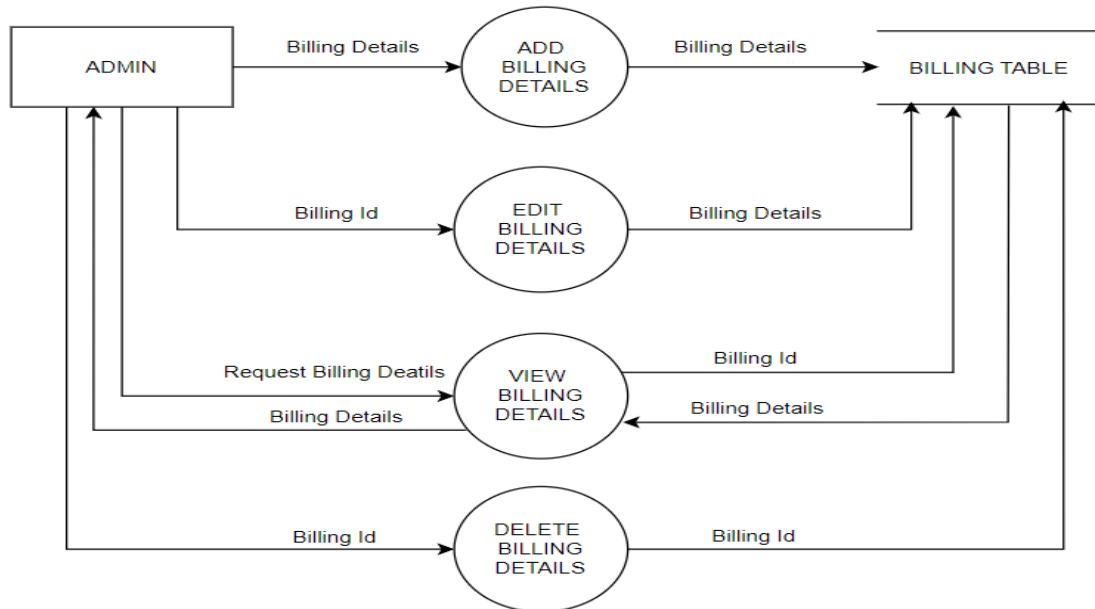 Billing Details
ADD
BILLING
DETAILS
Billing Details
ADMIN
BILLING TABLE
Billing Id
EDIT
BILLING
DETAILS
Billing Details
Request Billing Deatils
Billing Details
VIEW
BILLING
DETAILS
Billing Id
Billing Details
Billing Id
DELETE
BILLING
DETAILS
Billing Id